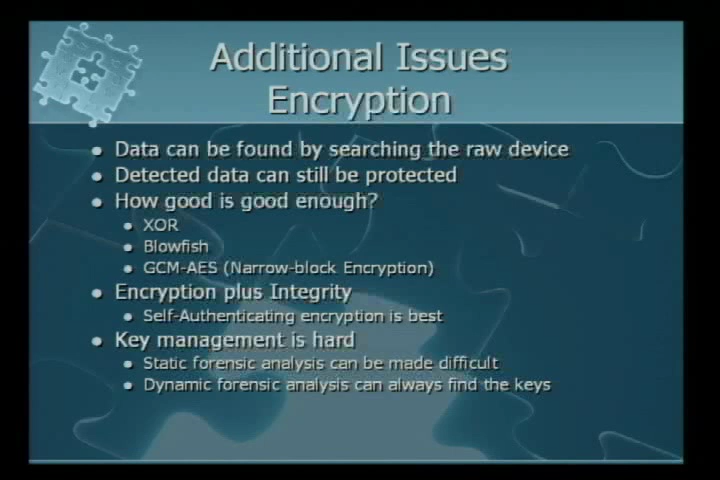 Additional Issues
Encryption
Data can be found by searching the raw device
Detected data can still be protected
How good is good enough?
XOR
Blowfish
GCM-AES (Narrow-block Encryption)
Encryption plus Integrity
Self-Authenticating encryption is best
Key management is hard
Static forensic analysis can be made difficult
Dynamic forensic analysis can always find the keys